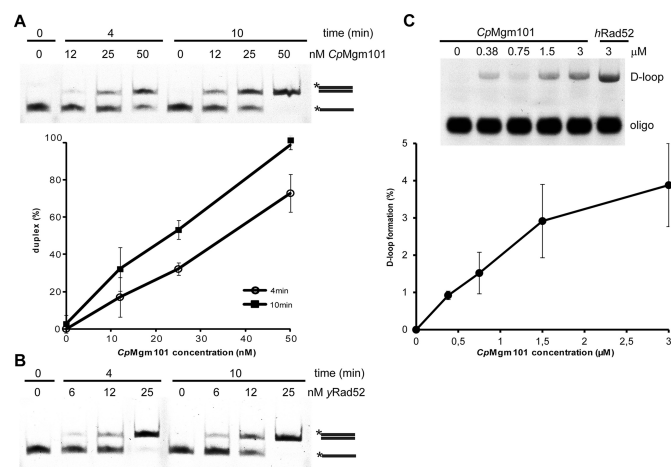 A
0 4 10 time (min)
0 12 25 50 0 12 25 50 nM CpMgm101
*
*
100
80
60
40
20
0
duplex (%)
4min
10min
0 10 20 30 40 50
CpMgm101 concentration (nM)
B
0 4 10 time (min)
0 6 12 25 0 6 12 25 nM yRad52
*
*
C
CpMgm101 hRad52
0 0.38 0.75 1.5 3 3 µM
D-loop
oligo
5
4
3
2
1
0
D-loop formation (%)
0 0,5 1 1,5 2 2,5 3
CpMgm101 concentration (µM)